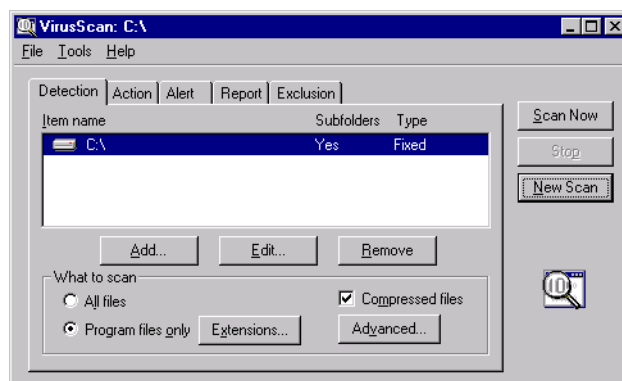 VirusScan: C:\
File Tools Help
Detection Action Alert Report Exclusion
Item name Subfolders Type
C:\ Yes Fixed
Add... Edit... Remove
What to scan
All files
Compressed files
Program files only Extensions... Advanced...
Scan Now
Stop
New Scan